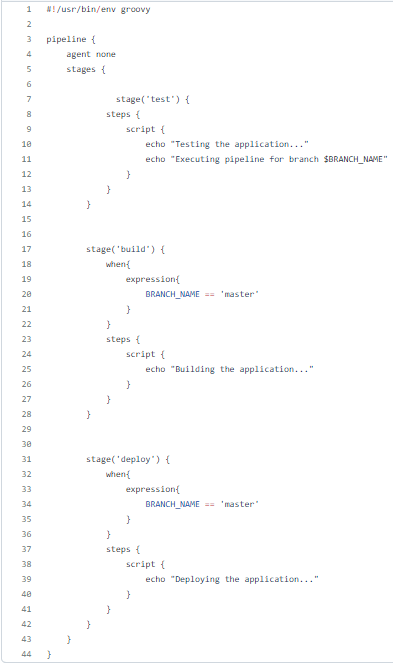 1 #!/usr/bin/env groovy
2
3 pipeline {
4 agent none
5 stages {
6
7 stage('test') {
8 steps {
9 script {
10 echo "Testing the application..."
11 echo "Executing pipeline for branch $BRANCH_NAME"
12 }
13 }
14 }
15
16
17 stage('build') {
18 when{
19 expression{
20 BRANCH_NAME == 'master'
21 }
22 }
23 steps {
24 script {
25 echo "Building the application..."
26 }
27 }
28 }
29
30
31 stage('deploy') {
32 when{
33 expression{
34 BRANCH_NAME == 'master'
35 }
36 }
37 steps {
38 script {
39 echo "Deploying the application..."
40 }
41 }
42 }
43 }
44 }